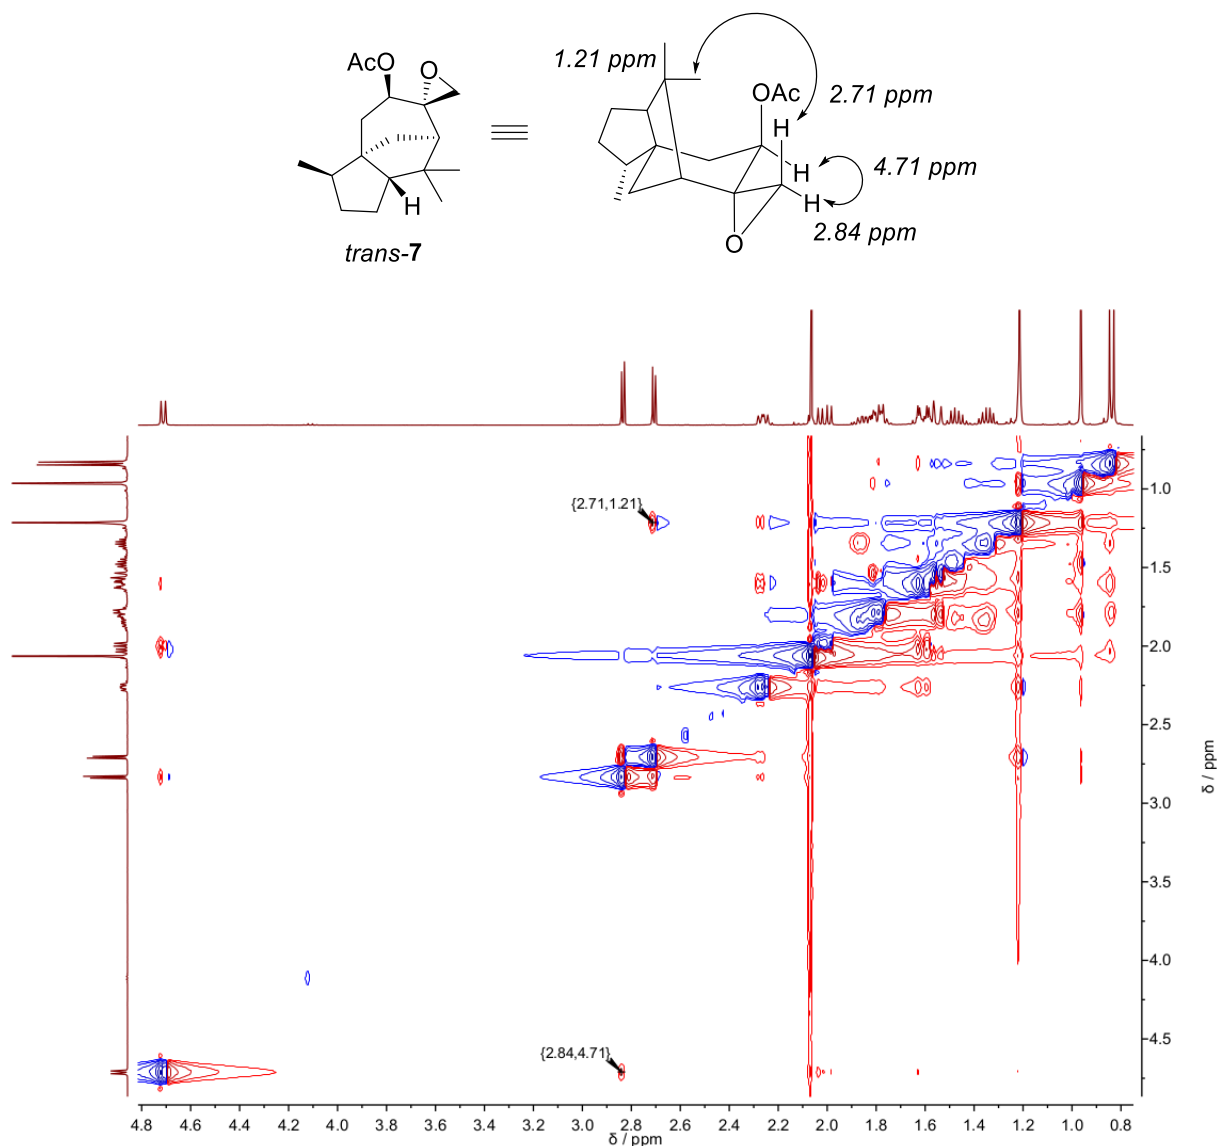 AcO
O
H
trans-7
1.21 ppm
OAc
H
2.71 ppm
H
4.71 ppm
H
2.84 ppm
O
{2.71,1.21}
{2.84,4.71}
1.0
1.5
2.0
2.5
3.0
3.5
4.0
4.5
δ / ppm
4.8 4.6 4.4 4.2 4.0 3.8 3.6 3.4 3.2 3.0 2.8 2.6 2.4 2.2 2.0 1.8 1.6 1.4 1.2 1.0 0.8
δ / ppm